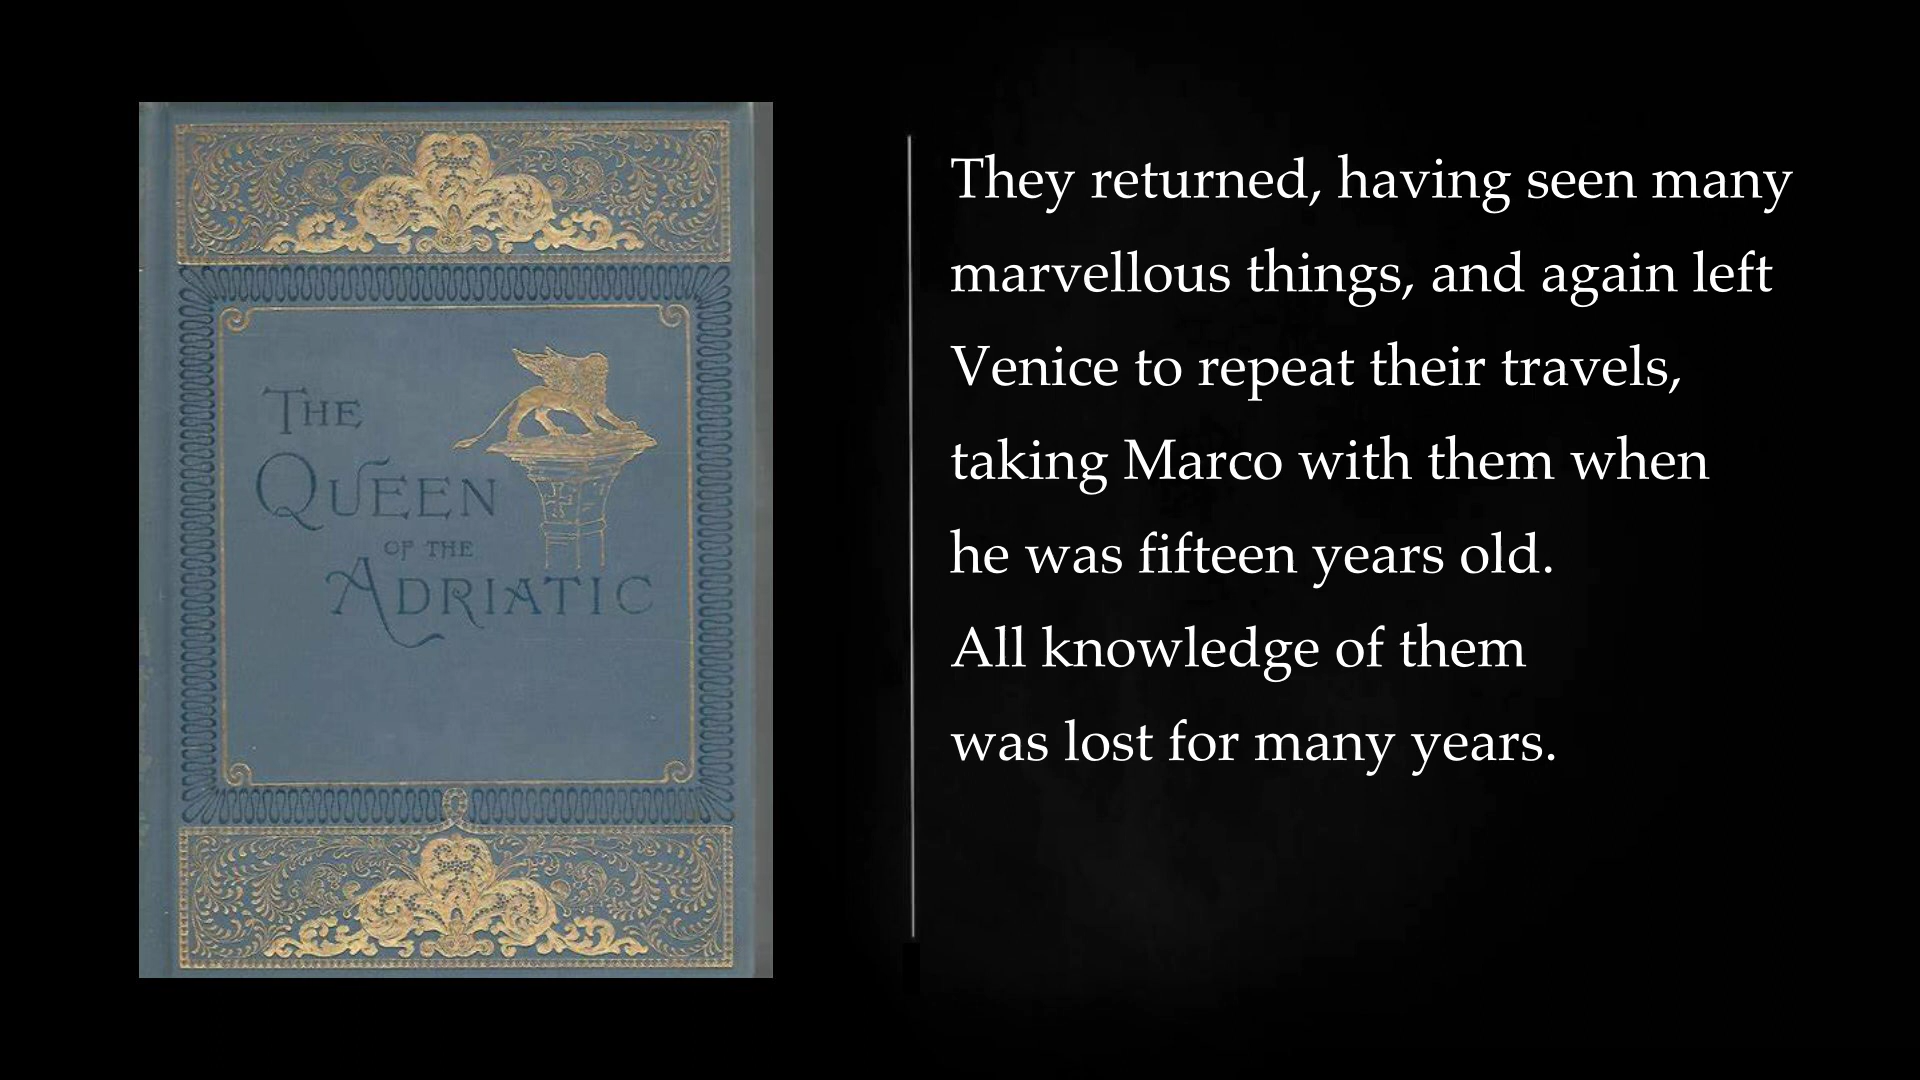 THE
QUEEN
OF THE
ADRIATIC
They returned, having seen many
marvellous things, and again left
Venice to repeat their travels,
taking Marco with them when
he was fifteen years old.
All knowledge of them
was lost for many years.